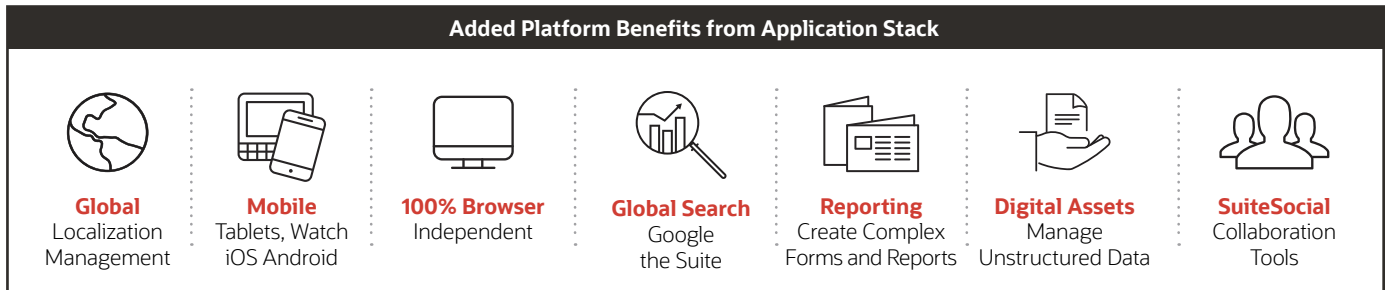 Added Platform Benefits from Application Stack
Global
Localization
Management
Mobile
Tablets, Watch
iOS Android
100% Browser
Independent
Global Search
Google
the Suite
Reporting
Create Complex
Forms and Reports
Digital Assets
Manage
Unstructured Data
SuiteSocial
Collaboration
Tools